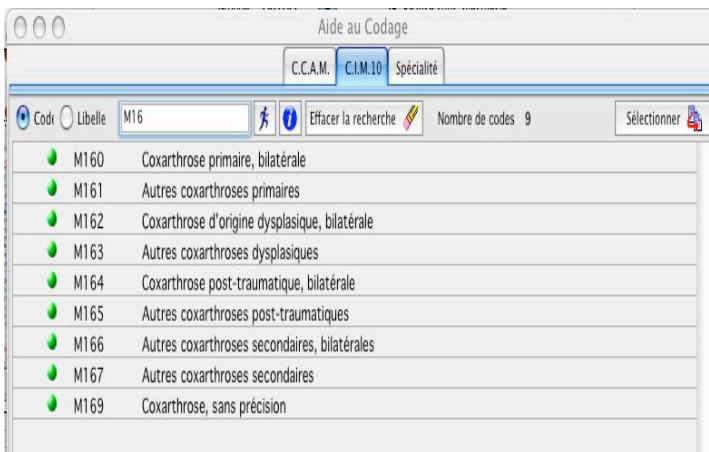 Aide au Codage
C.C.A.M. C.I.M.10 Spécialité
Code Libelle M16 Effacer la recherche Nombre de codes 9 Sélectionner
M160 Coxarthrose primaire, bilatérale
M161 Autres coxarthroses primaires
M162 Coxarthrose d'origine dysplasique, bilatérale
M163 Autres coxarthroses dysplasiques
M164 Coxarthrose post-traumatique, bilatérale
M165 Autres coxarthroses post-traumatiques
M166 Autres coxarthroses secondaires, bilatérales
M167 Autres coxarthroses secondaires
M169 Coxarthrose, sans précision